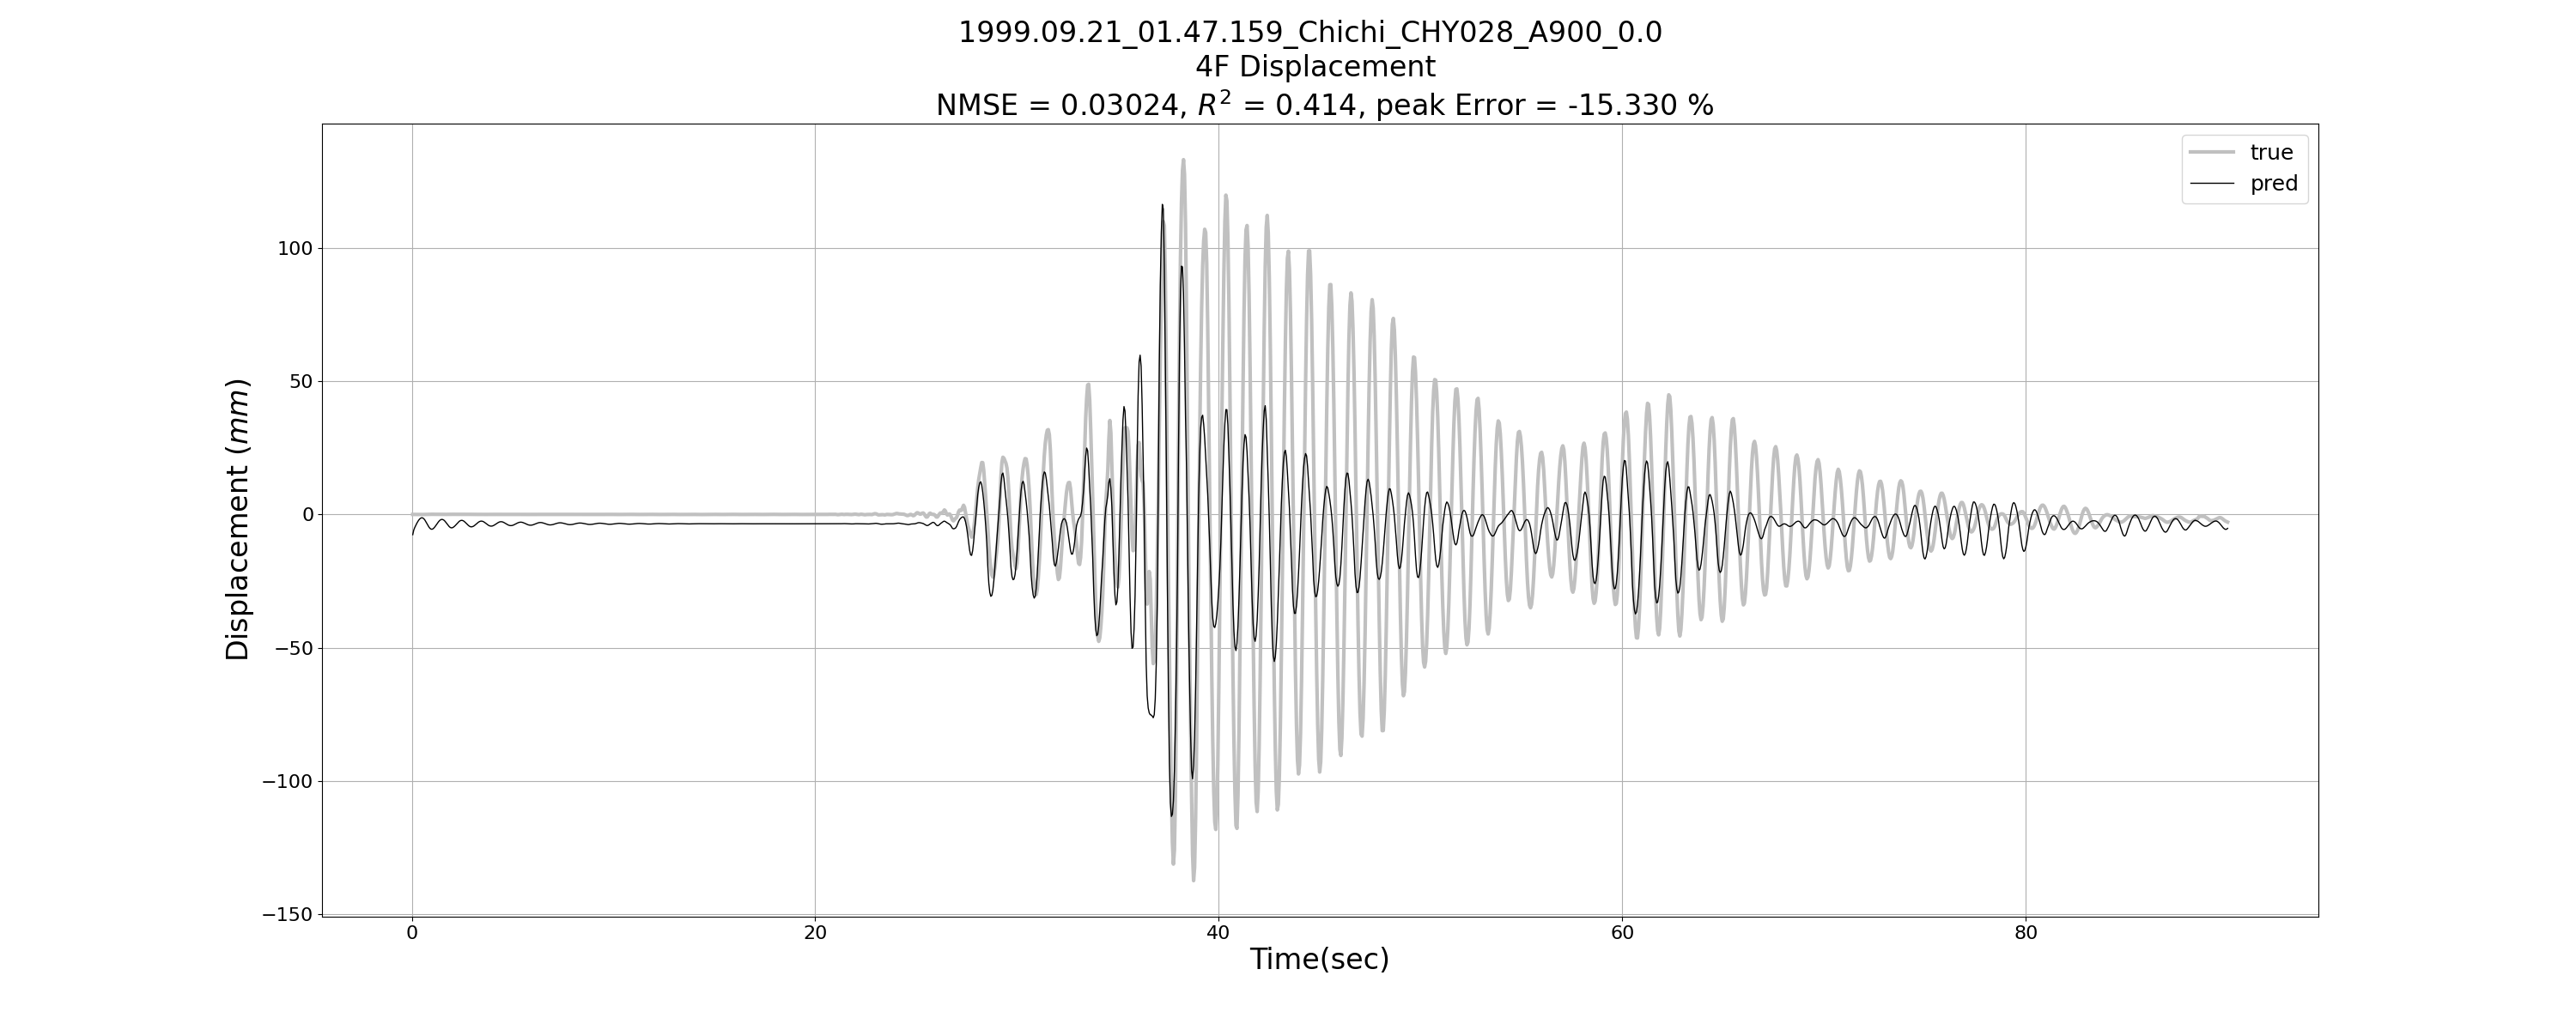 1999.09.21_01.47.159_Chichi_CHY028_A900_0.0
4F Displacement
NMSE = 0.03024, R² = 0.414, peak Error = -15.330 %
true
pred
Displacement (mm)
100
50
0
−50
−100
−150
0 20 40 60 80
Time(sec)